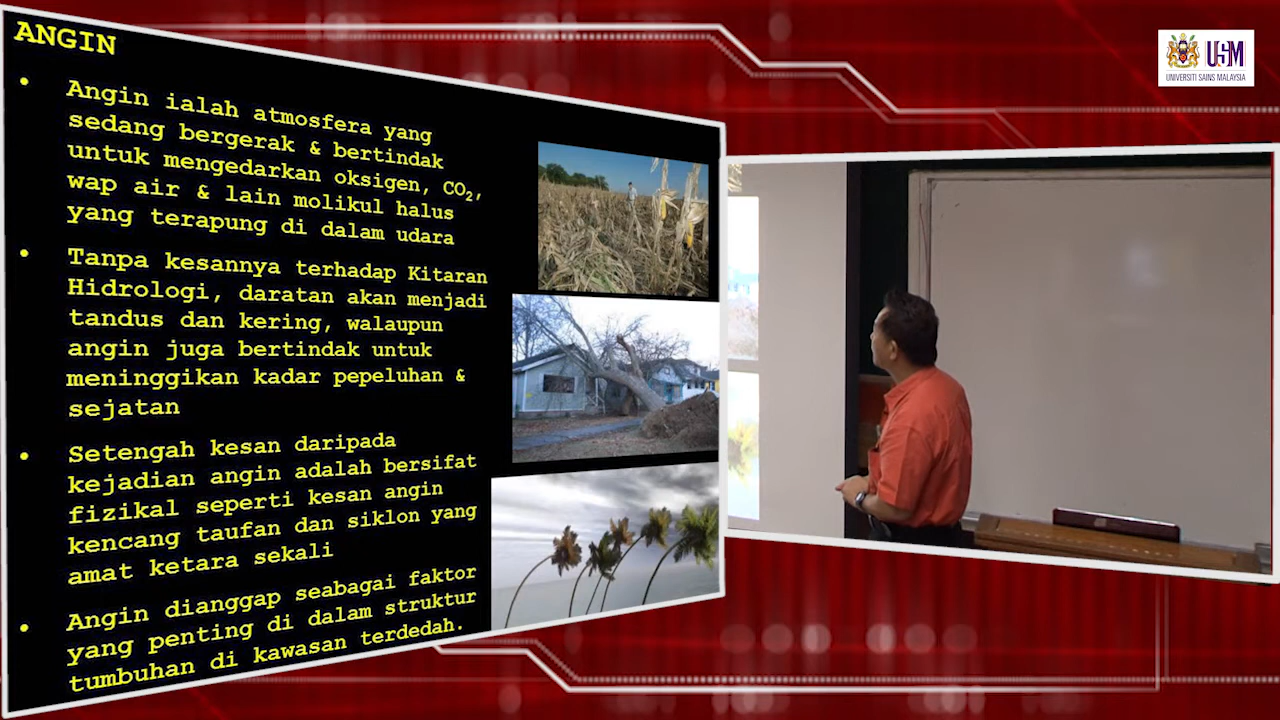 ANGIN
• Angin ialah atmosfera yang
sedang bergerak & bertindak
untuk mengedarkan oksigen, CO₂,
wap air & lain molikul halus
yang terapung di dalam udara
• Tanpa kesannya terhadap Kitaran
Hidrologi, daratan akan menjadi
tandus dan kering, walaupun
angin juga bertindak untuk
meninggikan kadar pepeluhan &
sejatan
• Setengah kesan daripada
kejadian angin adalah bersifat
fizikal seperti kesan angin
kencang taufan dan siklon yang
amat ketara sekali
• Angin dianggap seabagai faktor
yang penting di dalam struktur
tumbuhan di kawasan terdedah.
USM
UNIVERSITI SAINS MALAYSIA